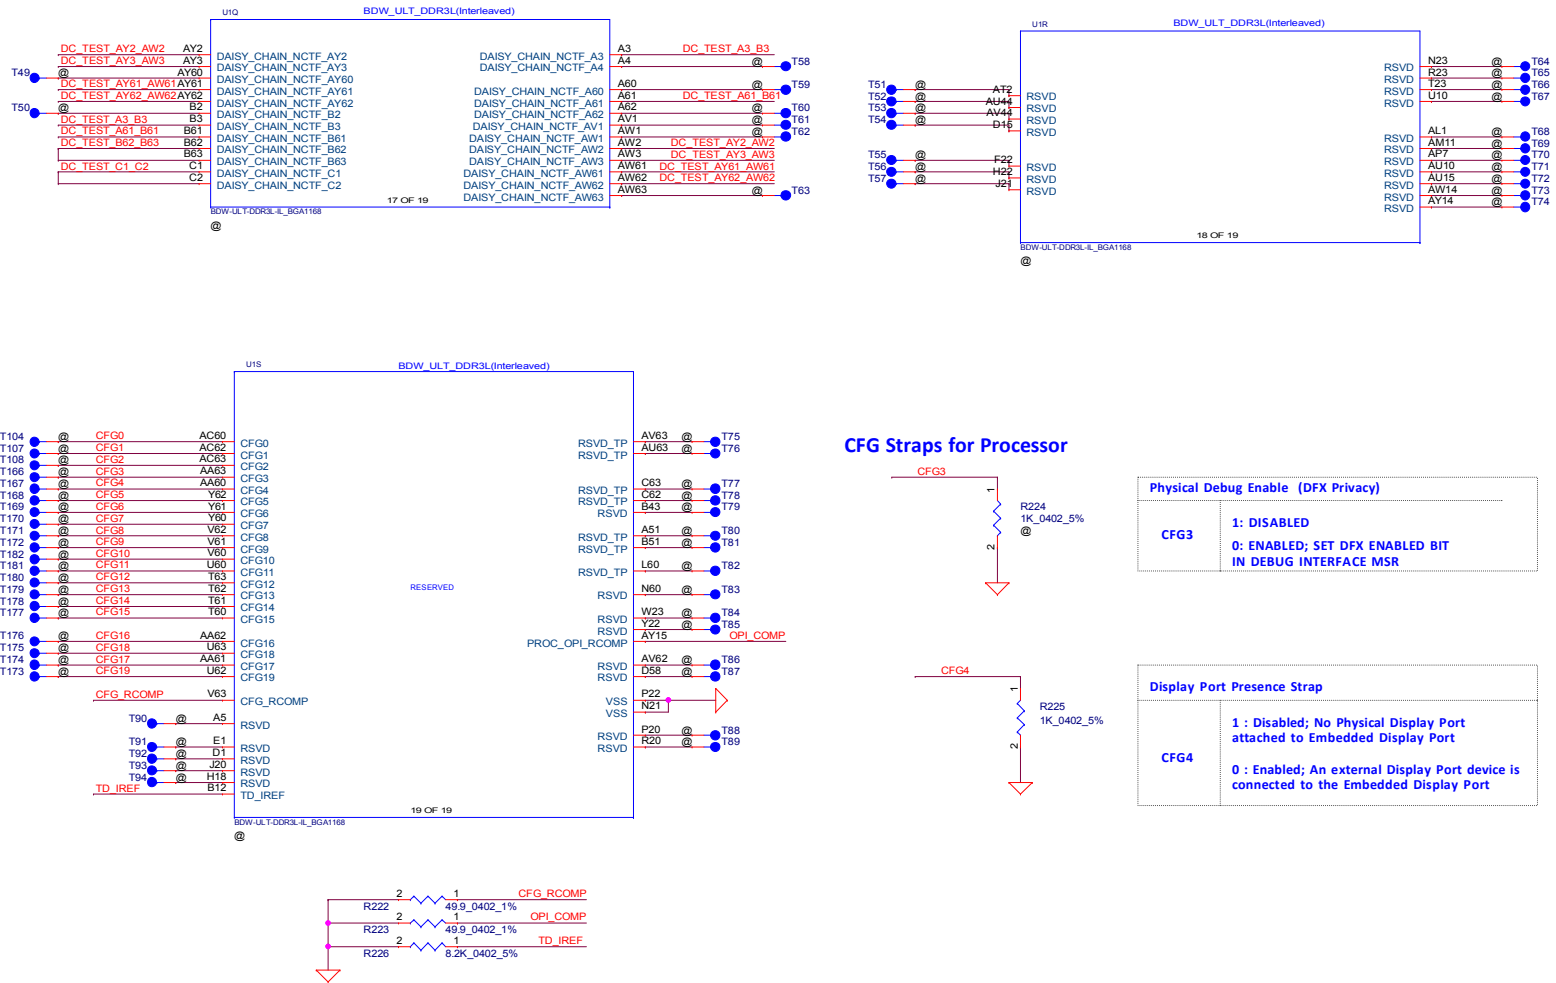 U1Q
BDW_ULT_DDR3L(Interleaved)
DC_TEST_AY2_AW2 AY2 DAISY_CHAIN_NCTF_AY2
DC_TEST_AY3_AW3 AY3 DAISY_CHAIN_NCTF_AY3
T49 @ AY60 DAISY_CHAIN_NCTF_AY60
DC_TEST_AY61_AW61 AY61 DAISY_CHAIN_NCTF_AY61
DC_TEST_AY62_AW62 AY62 DAISY_CHAIN_NCTF_AY62
T50 @ B2 DAISY_CHAIN_NCTF_B2
DC_TEST_A3_B3 B3 DAISY_CHAIN_NCTF_B3
DC_TEST_A61_B61 B61 DAISY_CHAIN_NCTF_B61
DC_TEST_B62_B63 B62 DAISY_CHAIN_NCTF_B62
B63 DAISY_CHAIN_NCTF_B63
DC_TEST_C1_C2 C1 DAISY_CHAIN_NCTF_C1
C2 DAISY_CHAIN_NCTF_C2
DAISY_CHAIN_NCTF_A3 A3 DC_TEST_A3_B3
DAISY_CHAIN_NCTF_A4 A4 @ T58
DAISY_CHAIN_NCTF_A60 A60 @ T59
DAISY_CHAIN_NCTF_A61 A61 DC_TEST_A61_B61
DAISY_CHAIN_NCTF_A62 A62 @ T60
DAISY_CHAIN_NCTF_AV1 AV1 @ T61
DAISY_CHAIN_NCTF_AW1 AW1 @ T62
DAISY_CHAIN_NCTF_AW2 AW2 DC_TEST_AY2_AW2
DAISY_CHAIN_NCTF_AW3 AW3 DC_TEST_AY3_AW3
DAISY_CHAIN_NCTF_AW61 AW61 DC_TEST_AY61_AW61
DAISY_CHAIN_NCTF_AW62 AW62 DC_TEST_AY62_AW62
DAISY_CHAIN_NCTF_AW63 AW63 @ T63
17 OF 19
BDW-ULT-DDR3L-IL_BGA1168
@
U1R
BDW_ULT_DDR3L(Interleaved)
T51 @ AT2 RSVD
T52 @ AU44 RSVD
T53 @ AV44 RSVD
T54 @ D15 RSVD
T55 @ F22 RSVD
T56 @ H22 RSVD
T57 @ J21 RSVD
RSVD N23 @ T64
RSVD R23 @ T65
RSVD T23 @ T66
RSVD U10 @ T67
RSVD AL1 @ T68
RSVD AM11 @ T69
RSVD AP7 @ T70
RSVD AU10 @ T71
RSVD AU15 @ T72
RSVD AW14 @ T73
RSVD AY14 @ T74
18 OF 19
BDW-ULT-DDR3L-IL_BGA1168
@
U1S
BDW_ULT_DDR3L(Interleaved)
T104 @ CFG0 AC60 CFG0
T107 @ CFG1 AC62 CFG1
T108 @ CFG2 AC63 CFG2
T166 @ CFG3 AA63 CFG3
T167 @ CFG4 AA60 CFG4
T168 @ CFG5 Y62 CFG5
T169 @ CFG6 Y61 CFG6
T170 @ CFG7 Y60 CFG7
T171 @ CFG8 V62 CFG8
T172 @ CFG9 V61 CFG9
T182 @ CFG10 V60 CFG10
T181 @ CFG11 U60 CFG11
T180 @ CFG12 T63 CFG12
T179 @ CFG13 T62 CFG13
T178 @ CFG14 T61 CFG14
T177 @ CFG15 T60 CFG15
T176 @ CFG16 AA62 CFG16
T175 @ CFG18 U63 CFG18
T174 @ CFG17 AA61 CFG17
T173 @ CFG19 U62 CFG19
CFG_RCOMP V63 CFG_RCOMP
T90 @ A5 RSVD
T91 @ E1 RSVD
T92 @ D1 RSVD
T93 @ J20 RSVD
T94 @ H18 RSVD
TD_IREF B12 TD_IREF
RESERVED
RSVD_TP AV63 @ T75
RSVD_TP AU63 @ T76
RSVD_TP C63 @ T77
RSVD_TP C62 @ T78
RSVD B43 @ T79
RSVD_TP A51 @ T80
RSVD_TP B51 @ T81
RSVD_TP L60 @ T82
RSVD N60 @ T83
RSVD W23 @ T84
RSVD Y22 @ T85
PROC_OPI_RCOMP AY15 OPI_COMP
RSVD AV62 @ T86
RSVD D58 @ T87
VSS P22
VSS N21
RSVD P20 @ T88
RSVD R20 @ T89
19 OF 19
BDW-ULT-DDR3L-IL_BGA1168
@
CFG Straps for Processor
CFG3
1
R224
1K_0402_5%
@
2
Physical Debug Enable (DFX Privacy)
CFG3
1: DISABLED
0: ENABLED; SET DFX ENABLED BIT
IN DEBUG INTERFACE MSR
CFG4
1
R225
1K_0402_5%
2
Display Port Presence Strap
CFG4
1 : Disabled; No Physical Display Port
attached to Embedded Display Port
0 : Enabled; An external Display Port device is
connected to the Embedded Display Port
2 1 CFG_RCOMP
R222 49.9_0402_1%
2 1 OPI_COMP
R223 49.9_0402_1%
2 1 TD_IREF
R226 8.2K_0402_5%